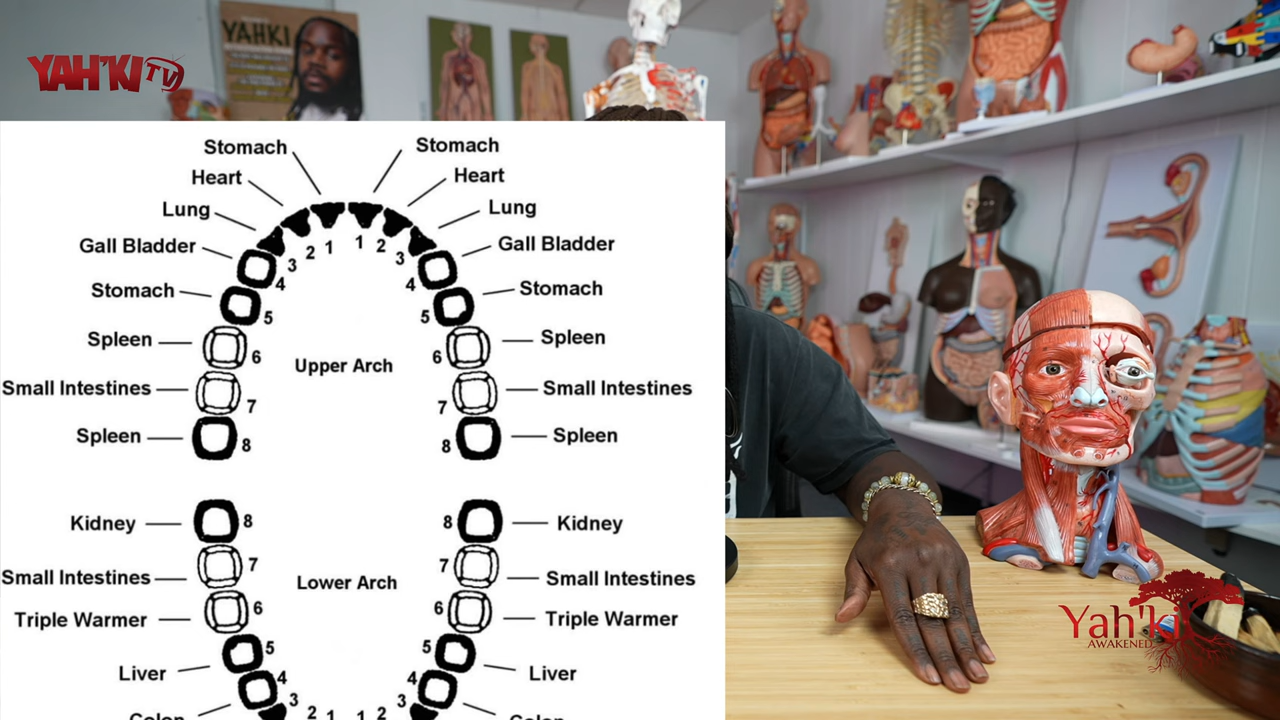 YAH'KI TV
YAHKI
Stomach Stomach
Heart Heart
Lung Lung
Gall Bladder Gall Bladder
3 2 1 1 2 3
4 4
Stomach Stomach
5 5
Spleen Spleen
6 6
Upper Arch
Small Intestines Small Intestines
7 7
Spleen Spleen
8 8
Kidney 8 8 Kidney
7 7
Small Intestines Lower Arch Small Intestines
Triple Warmer 6 6 Triple Warmer
5 5
Liver Liver
4 4
3 2 1 1 2 3
Colon Colon
Yah'ki
AWAKENED